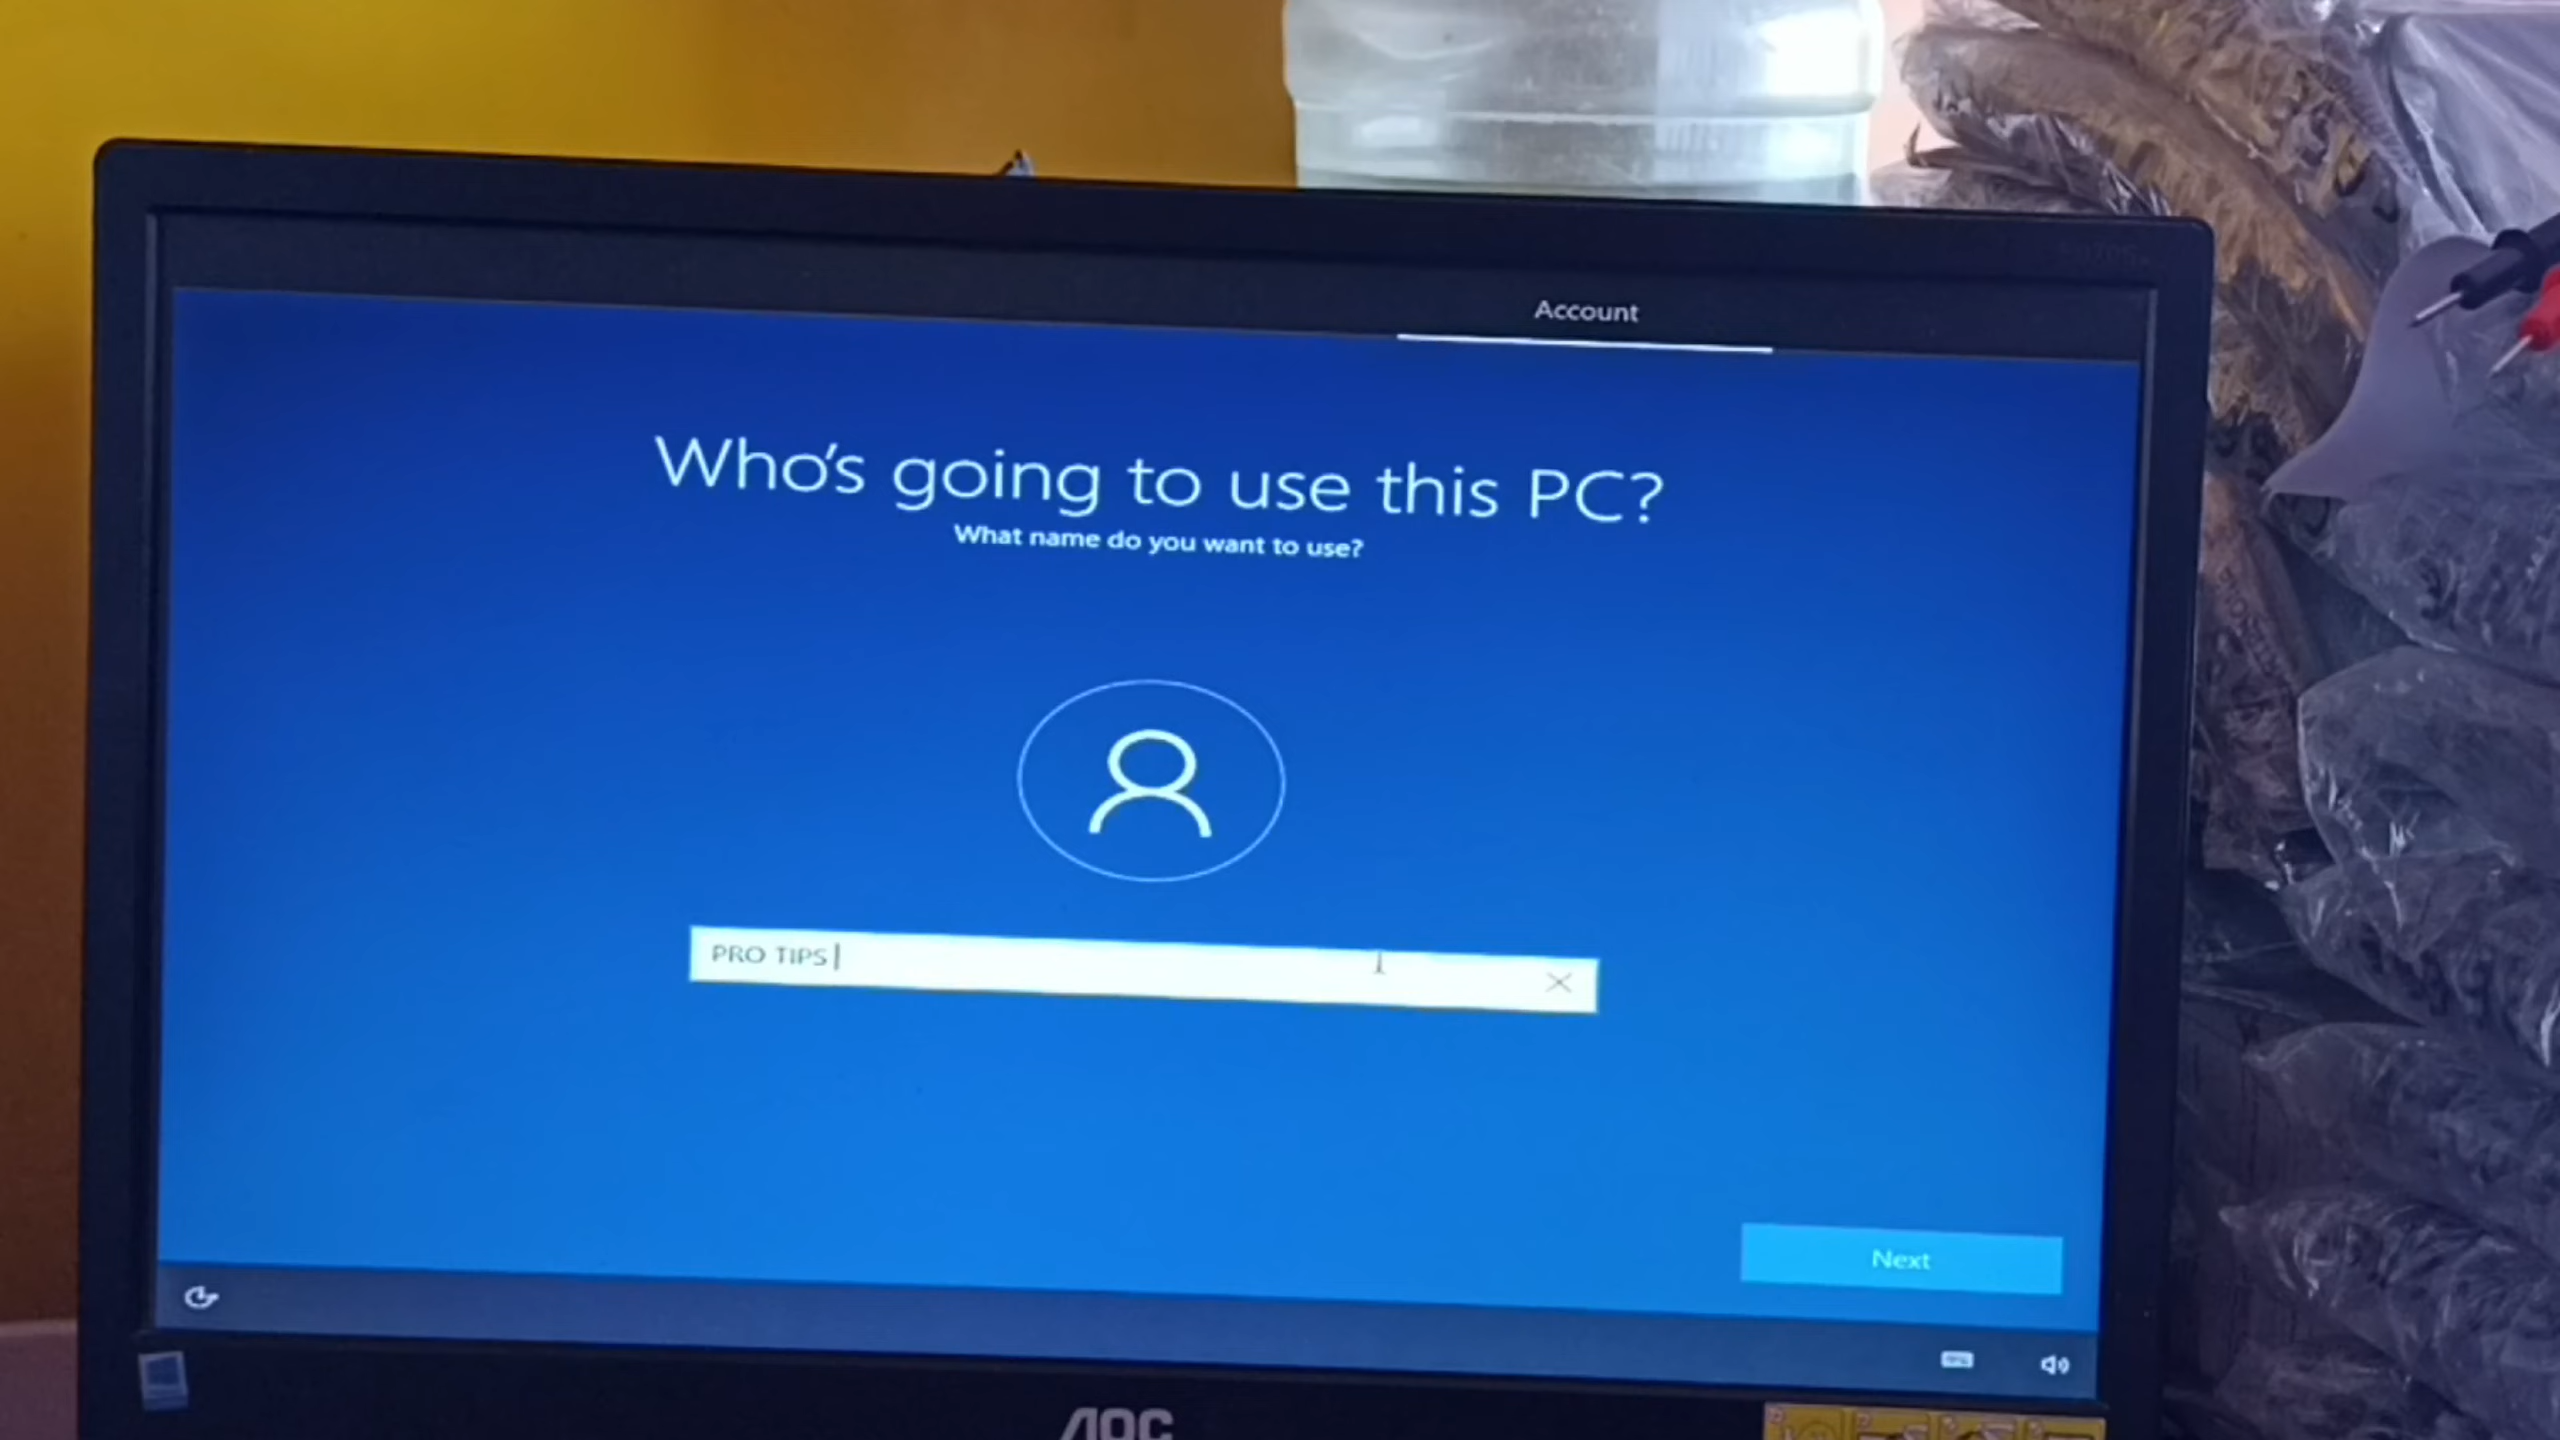 Account
Who's going to use this PC?
What name do you want to use?
PRO TIPS
Next
AOC